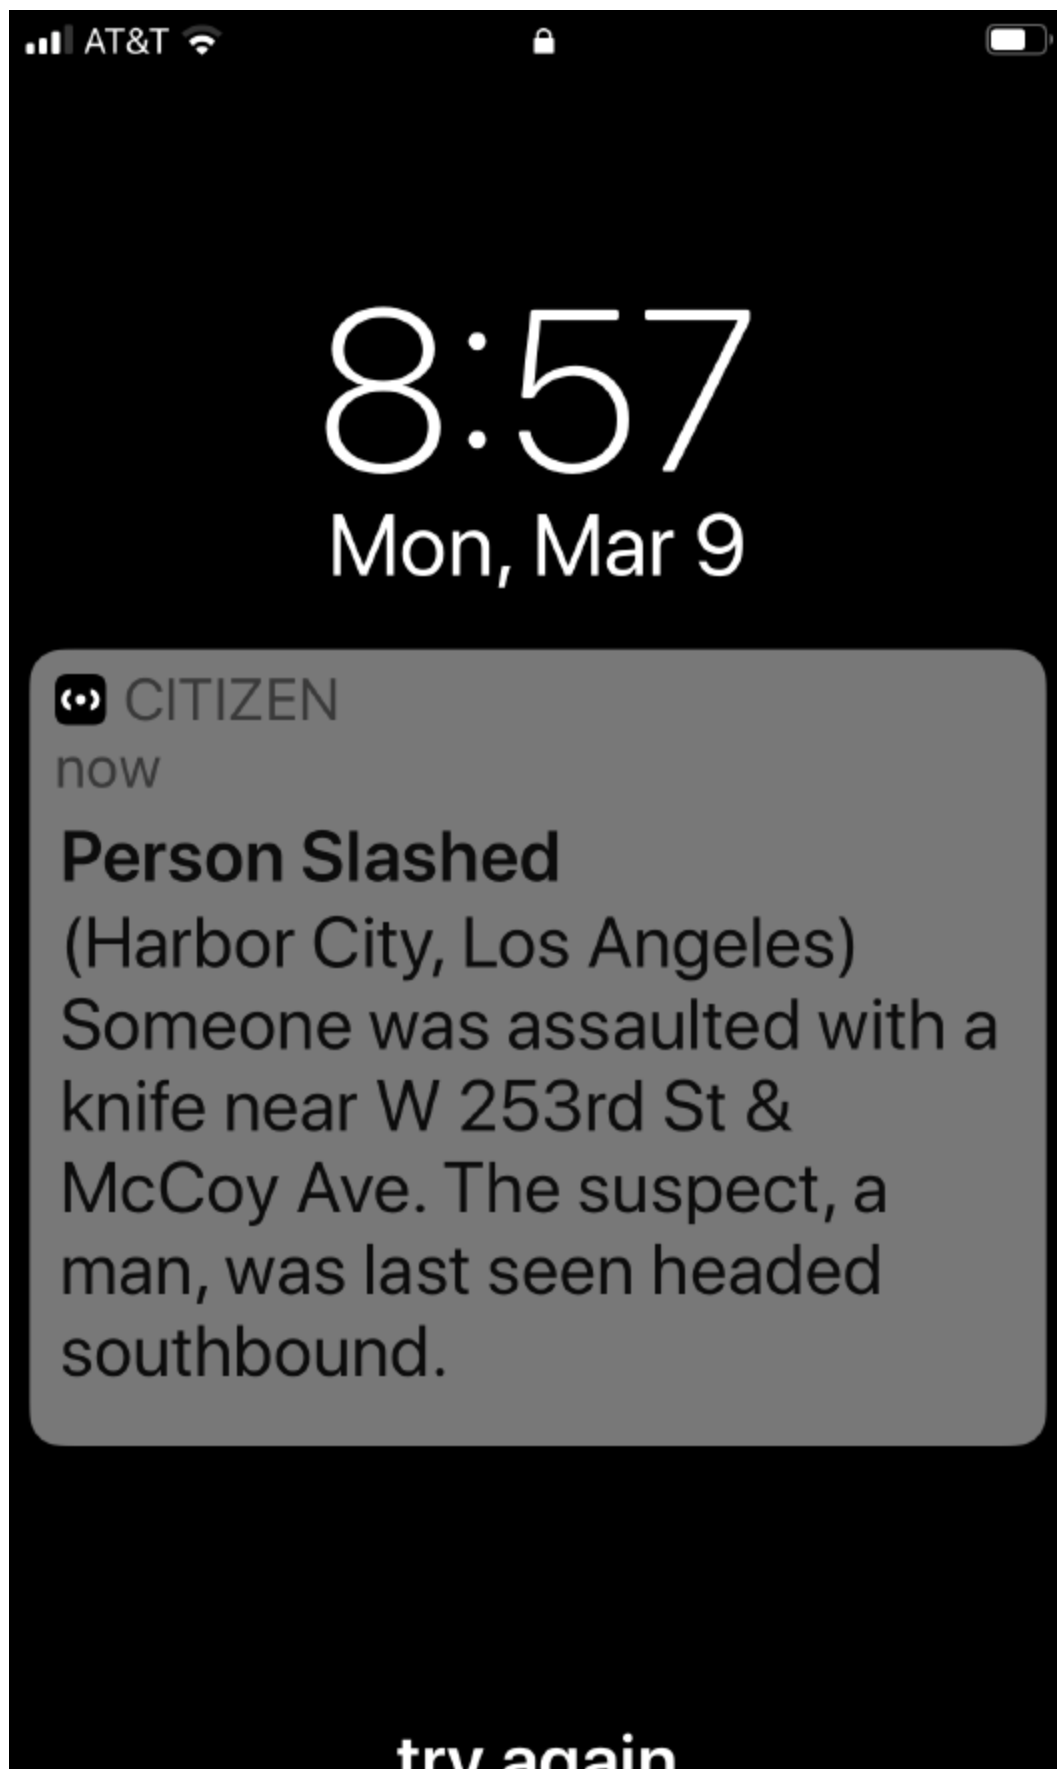 AT&T
8:57
Mon, Mar 9
CITIZEN
now
Person Slashed
(Harbor City, Los Angeles)
Someone was assaulted with a
knife near W 253rd St &
McCoy Ave. The suspect, a
man, was last seen headed
southbound.
try again